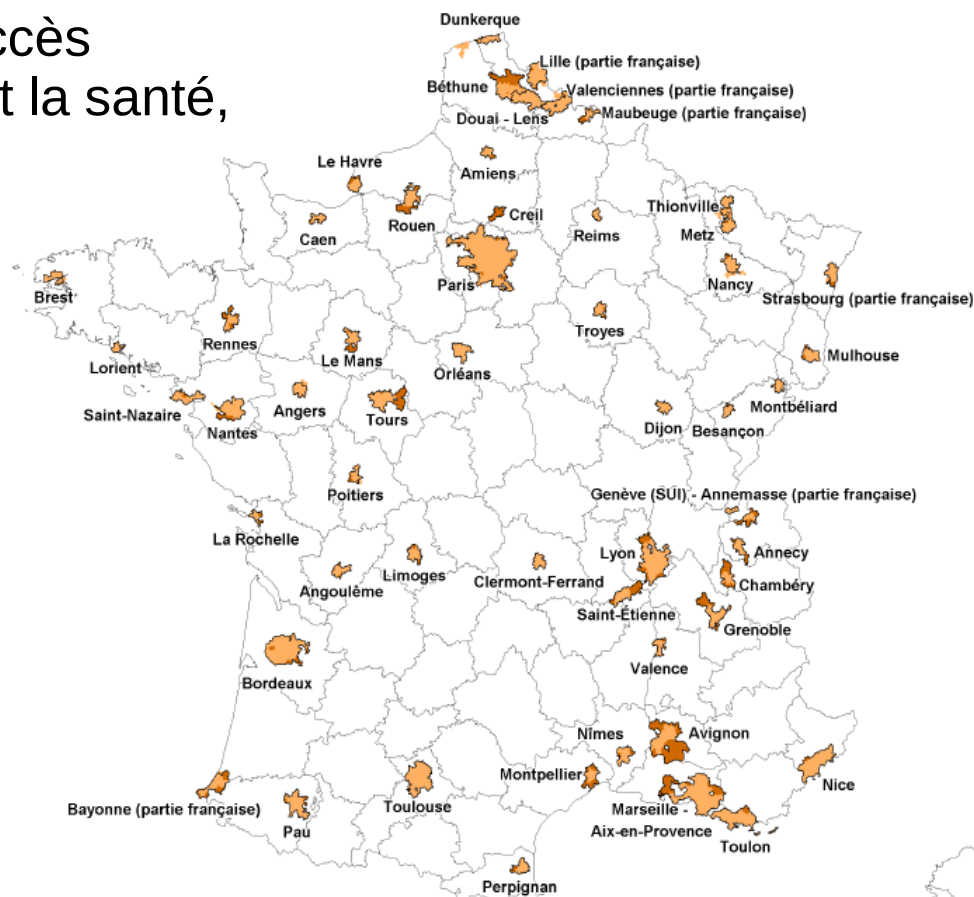 ccès
t la santé,
Dunkerque
Lille (partie française)
Béthune
Valenciennes (partie française)
Maubeuge (partie française)
Douai - Lens
Le Havre
Amiens
Rouen
Creil
Caen
Reims
Thionville
Metz
Paris
Nancy
Brest
Strasbourg (partie française)
Rennes
Troyes
Le Mans
Lorient
Orléans
Mulhouse
Saint-Nazaire
Angers
Tours
Montbéliard
Nantes
Dijon
Besançon
Poitiers
Genève (SUI) - Annemasse (partie française)
La Rochelle
Lyon
Annecy
Limoges
Clermont-Ferrand
Angoulême
Chambéry
Saint-Étienne
Grenoble
Valence
Bordeaux
Nîmes
Avignon
Montpellier
Nice
Bayonne (partie française)
Toulouse
Marseille -
Aix-en-Provence
Pau
Toulon
Perpignan